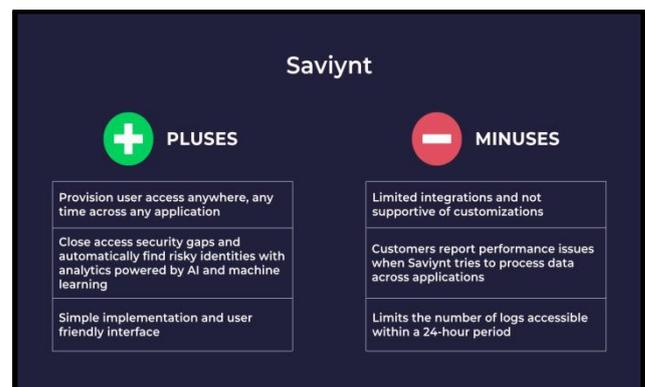 Saviynt
PLUSES
Provision user access anywhere, any
time across any application
Close access security gaps and
automatically find risky identities with
analytics powered by AI and machine
learning
Simple implementation and user
friendly interface
MINUSES
Limited integrations and not
supportive of customizations
Customers report performance issues
when Saviynt tries to process data
across applications
Limits the number of logs accessible
within a 24-hour period